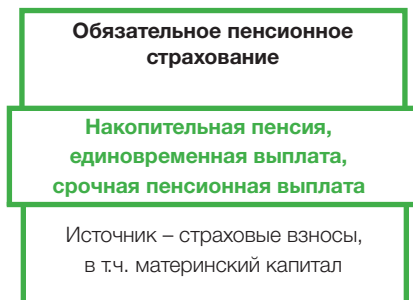 Обязательное пенсионное
страхование
Накопительная пенсия,
единовременная выплата,
срочная пенсионная выплата
Источник – страховые взносы,
в т.ч. материнский капитал